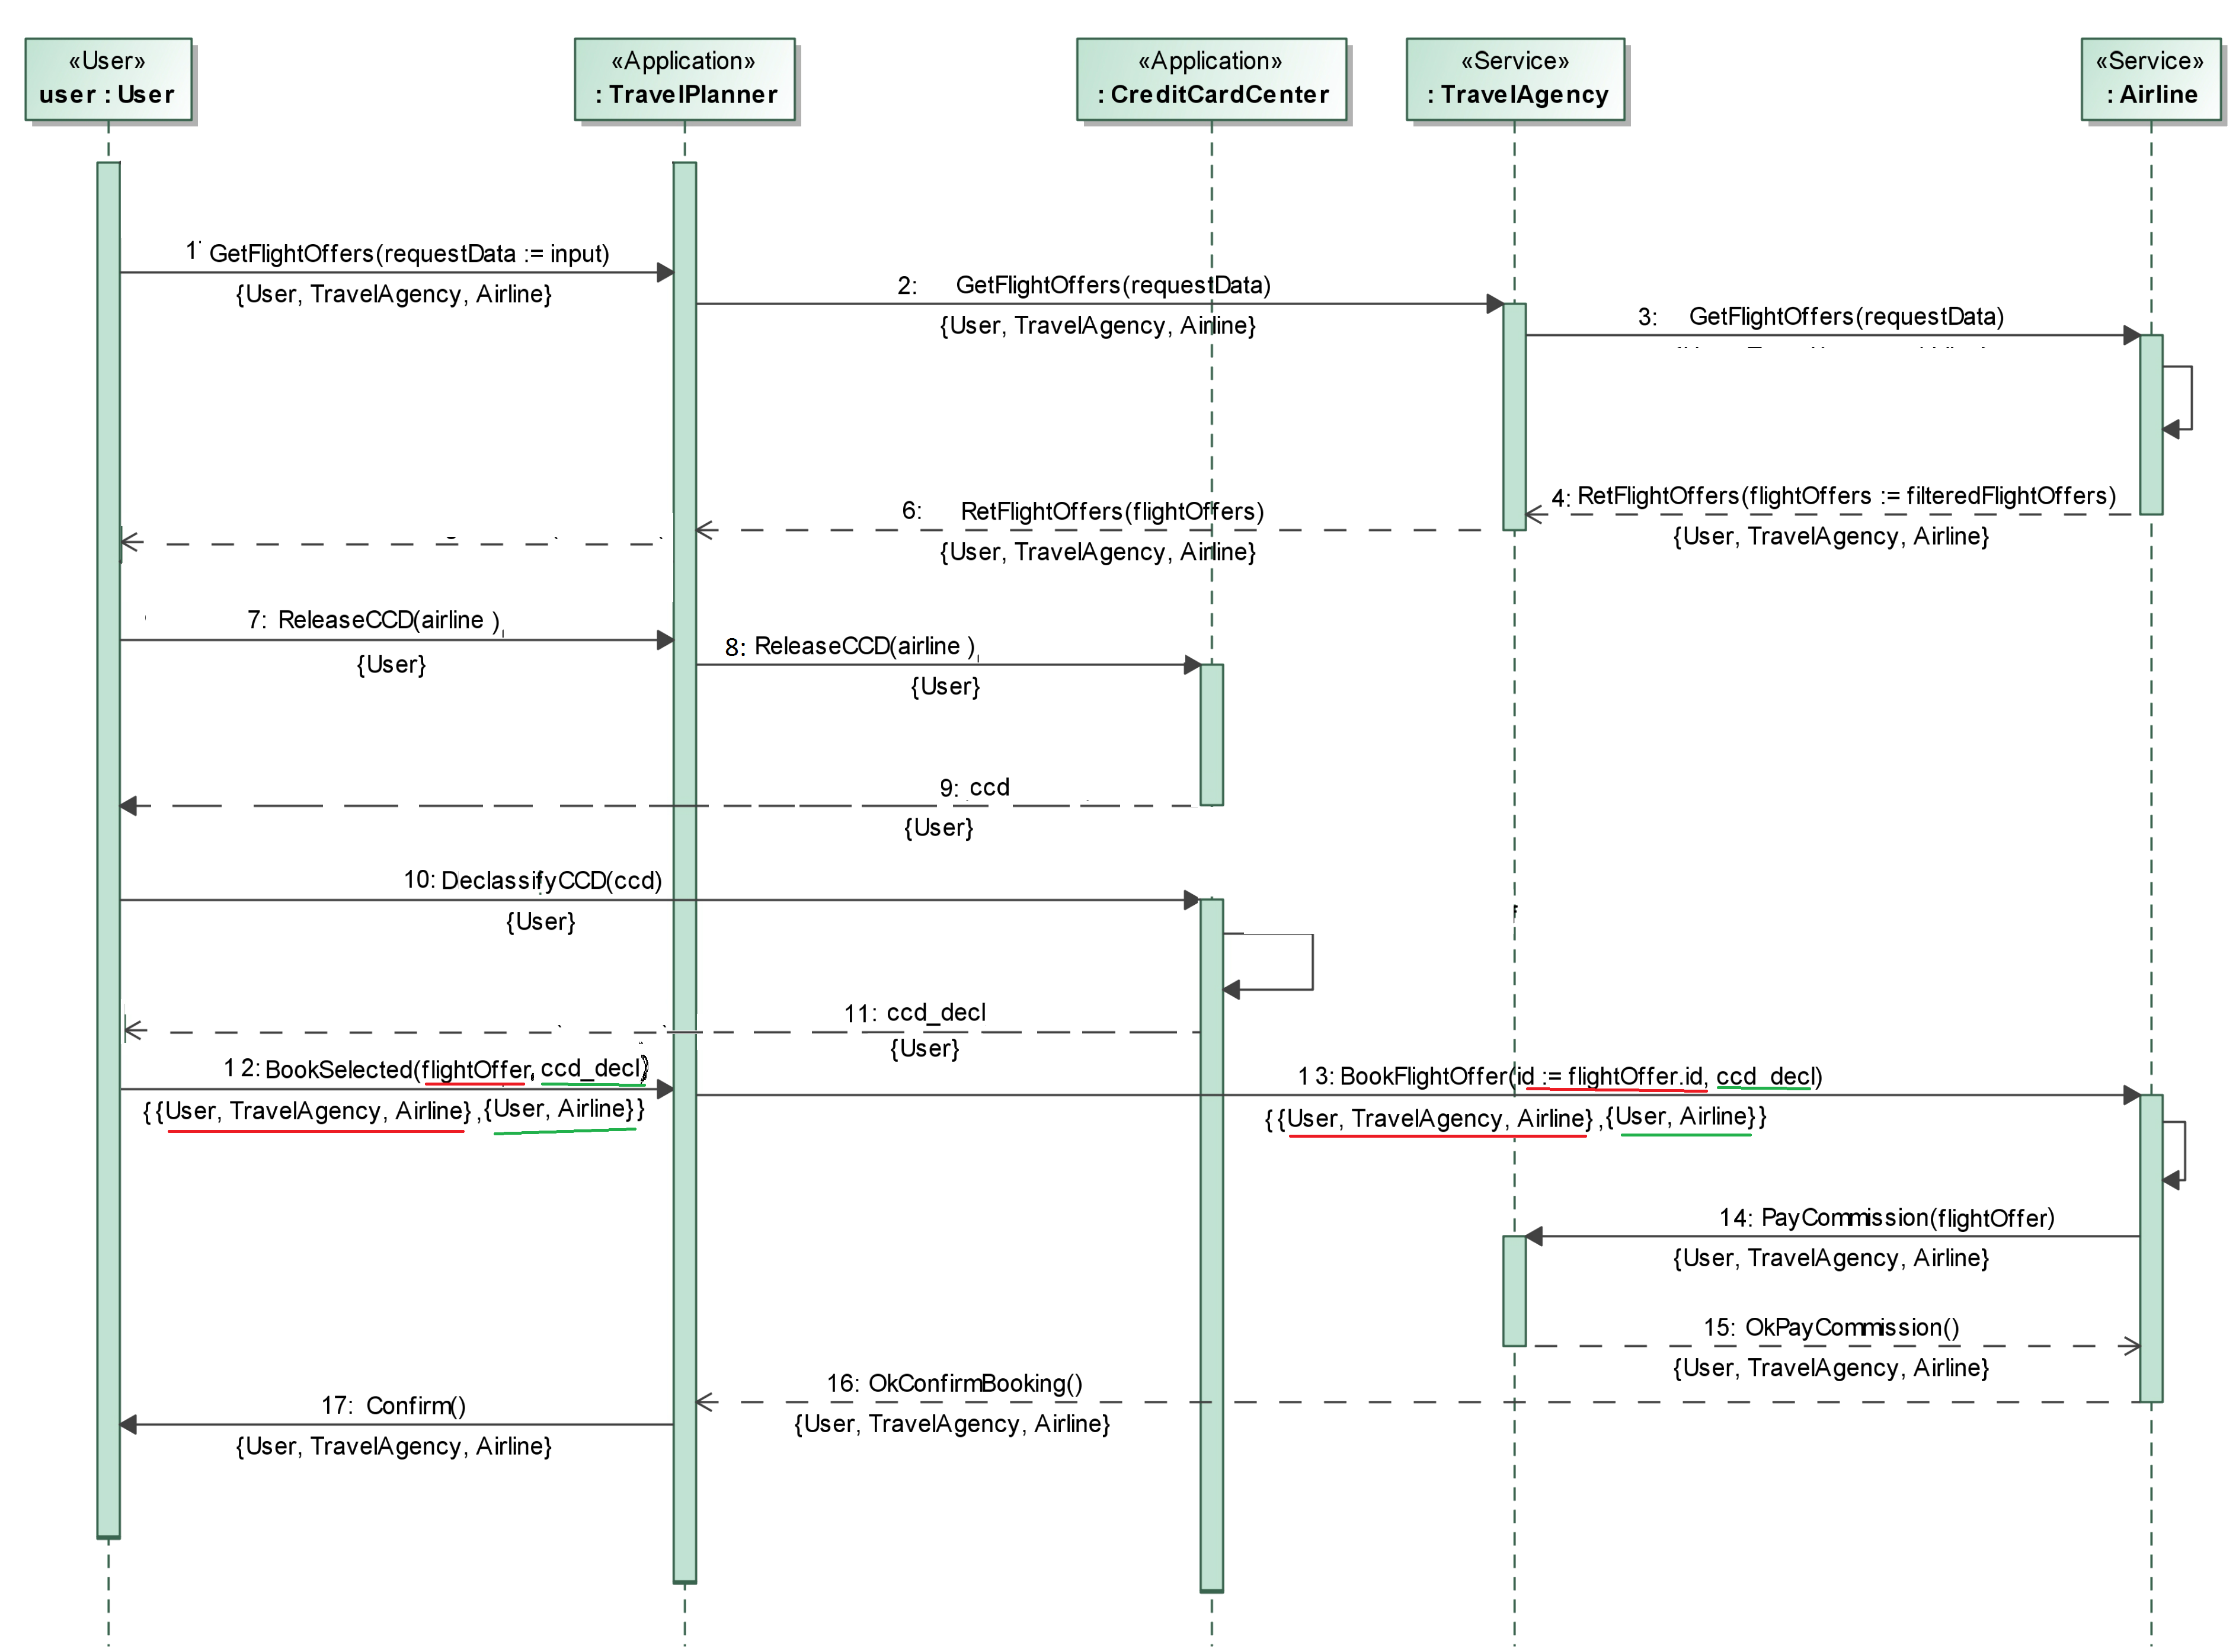 «User»
user : User
«Application»
: TravelPlanner
«Application»
: CreditCardCenter
«Service»
: TravelAgency
«Service»
: Airline
1 GetFlightOffers(requestData := input)
{User, TravelAgency, Airline}
2: GetFlightOffers(requestData)
{User, TravelAgency, Airline}
3: GetFlightOffers(requestData)
4: RetFlightOffers(flightOffers := filteredFlightOffers)
{User, TravelAgency, Airline}
6: RetFlightOffers(flightOffers)
{User, TravelAgency, Airline}
7: ReleaseCCD(airline )
{User}
8: ReleaseCCD(airline )
{User}
9: ccd
{User}
10: DeclassifyCCD(ccd)
{User}
11: ccd_decl
{User}
12: BookSelected(flightOffer, ccd_decl)
{{User, TravelAgency, Airline},{User, Airline}}
13: BookFlightOffer(id := flightOffer.id, ccd_decl)
{{User, TravelAgency, Airline},{User, Airline}}
14: PayCommission(flightOffer)
{User, TravelAgency, Airline}
15: OkPayCommission()
{User, TravelAgency, Airline}
16: OkConfirmBooking()
{User, TravelAgency, Airline}
17: Confirm()
{User, TravelAgency, Airline}